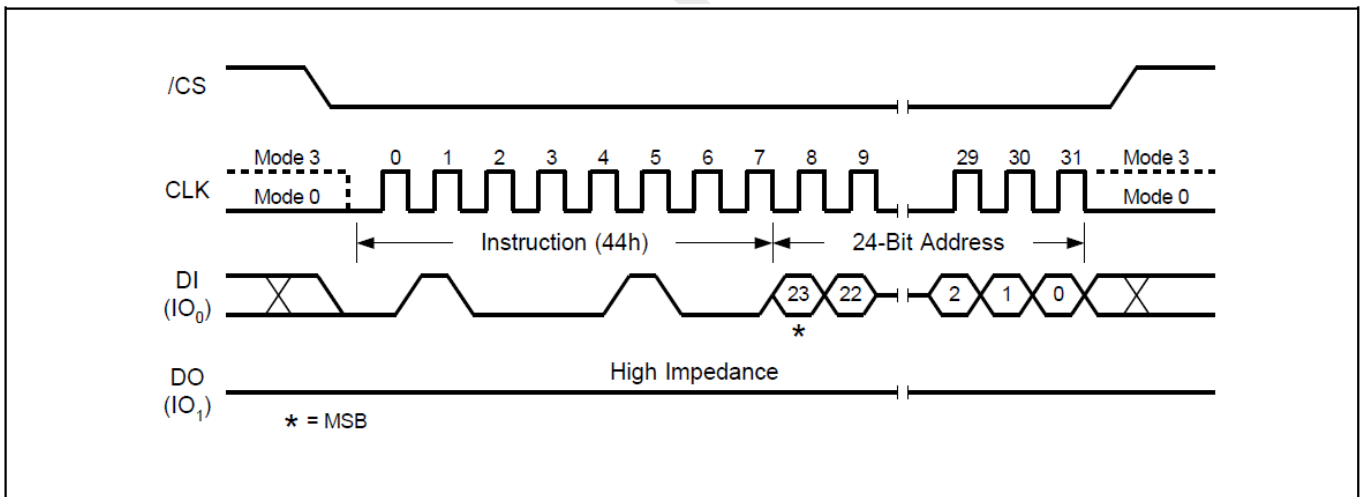 /CS
Mode 3 0 1 2 3 4 5 6 7 8 9 29 30 31 Mode 3
CLK
Mode 0 Mode 0
Instruction (44h) 24-Bit Address
DI
(IO0) 23 22 2 1 0
*
DO High Impedance
(IO1)
* = MSB